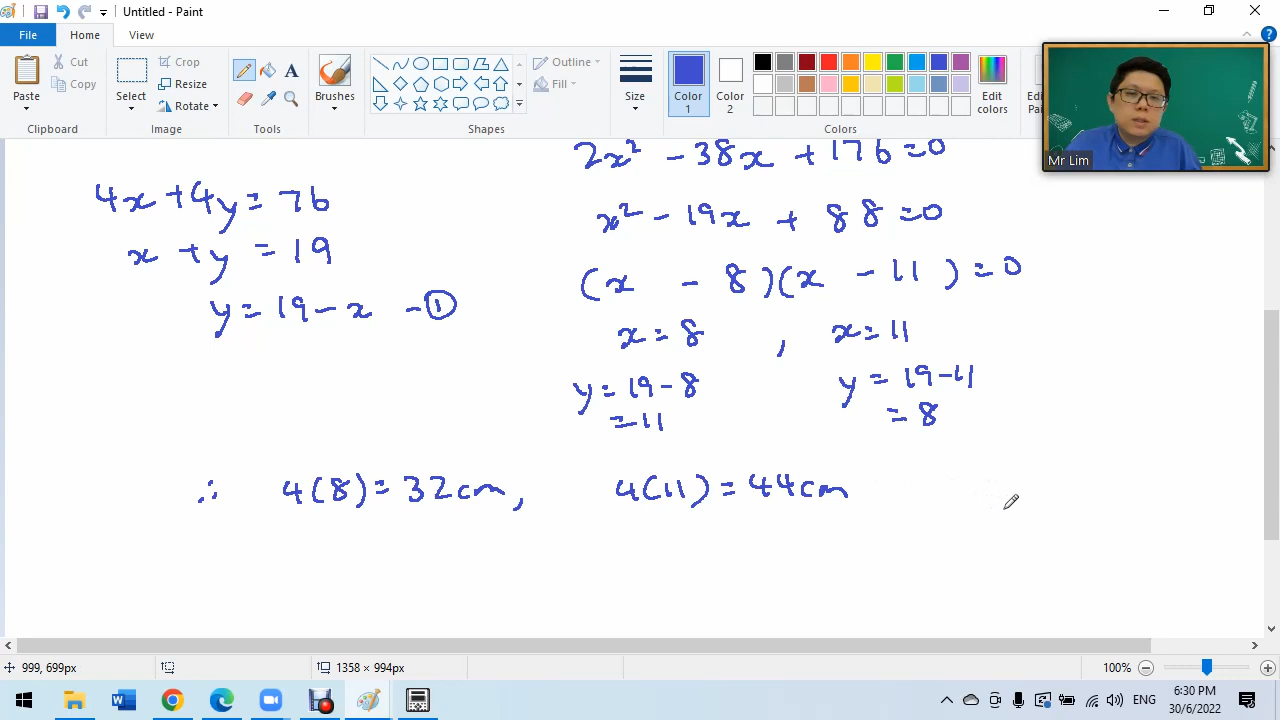 Untitled - Paint
File Home View
Paste Cut Copy
Select Crop Resize Rotate
Brushes
Outline Fill
Size
Color 1
Color 2
Edit colors
Edit Pa
Clipboard Image Tools Shapes Colors
Mr Lim
2x² - 38x + 176 = 0
4x + 4y = 76
x² - 19x + 88 = 0
x + y = 19
(x - 8)(x - 11) = 0
y = 19 - x - ①
x = 8 , x = 11
y = 19 - 8 y = 19 - 11
= 11 = 8
∴ 4(8) = 32cm, 4(11) = 44cm
999, 699px 1358 × 994px 100%
ENG 6:30 PM
30/6/2022